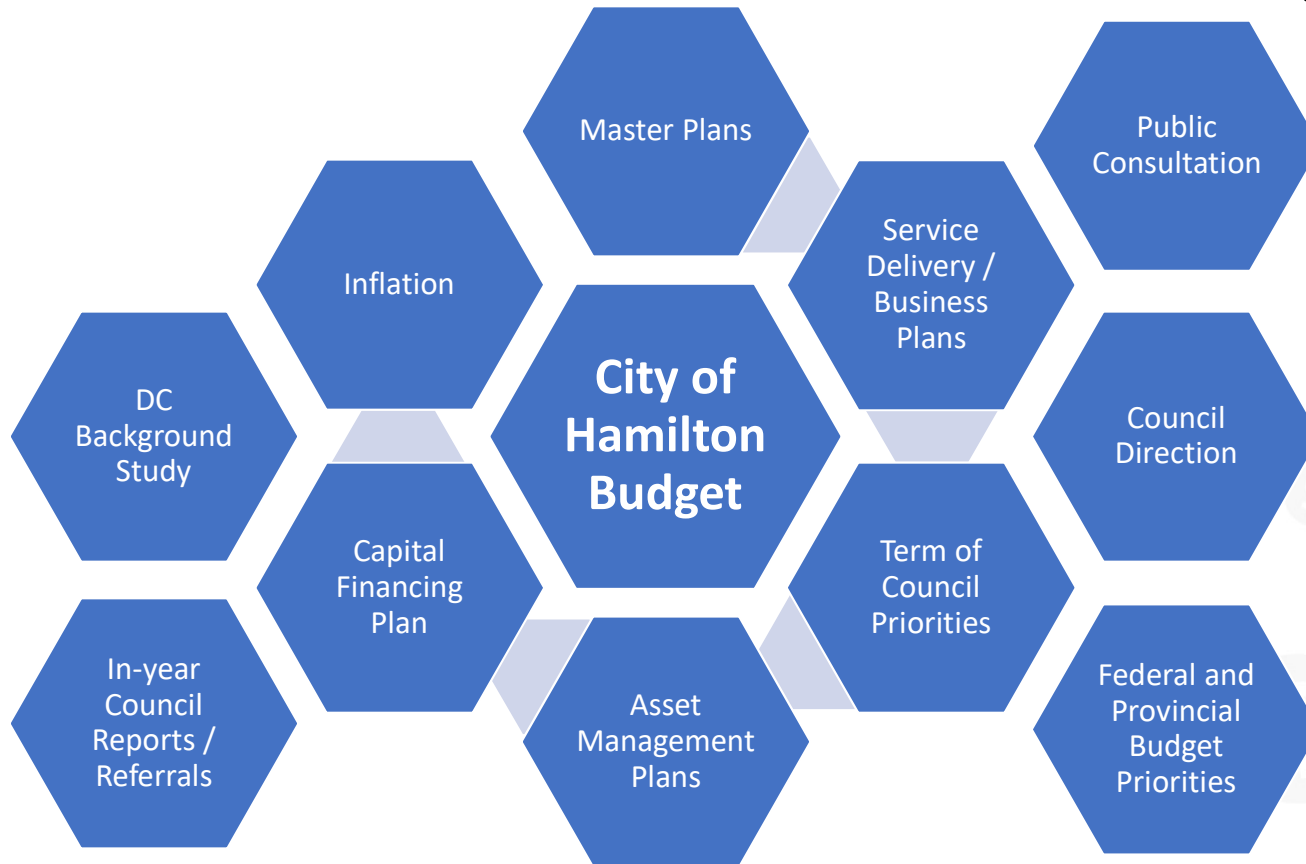 Master Plans
Public
Consultation
Inflation
Service
Delivery /
Business
Plans
DC
Background
Study
City of
Hamilton
Budget
Council
Direction
Capital
Financing
Plan
Term of
Council
Priorities
In-year
Council
Reports /
Referrals
Asset
Management
Plans
Federal and
Provincial
Budget
Priorities